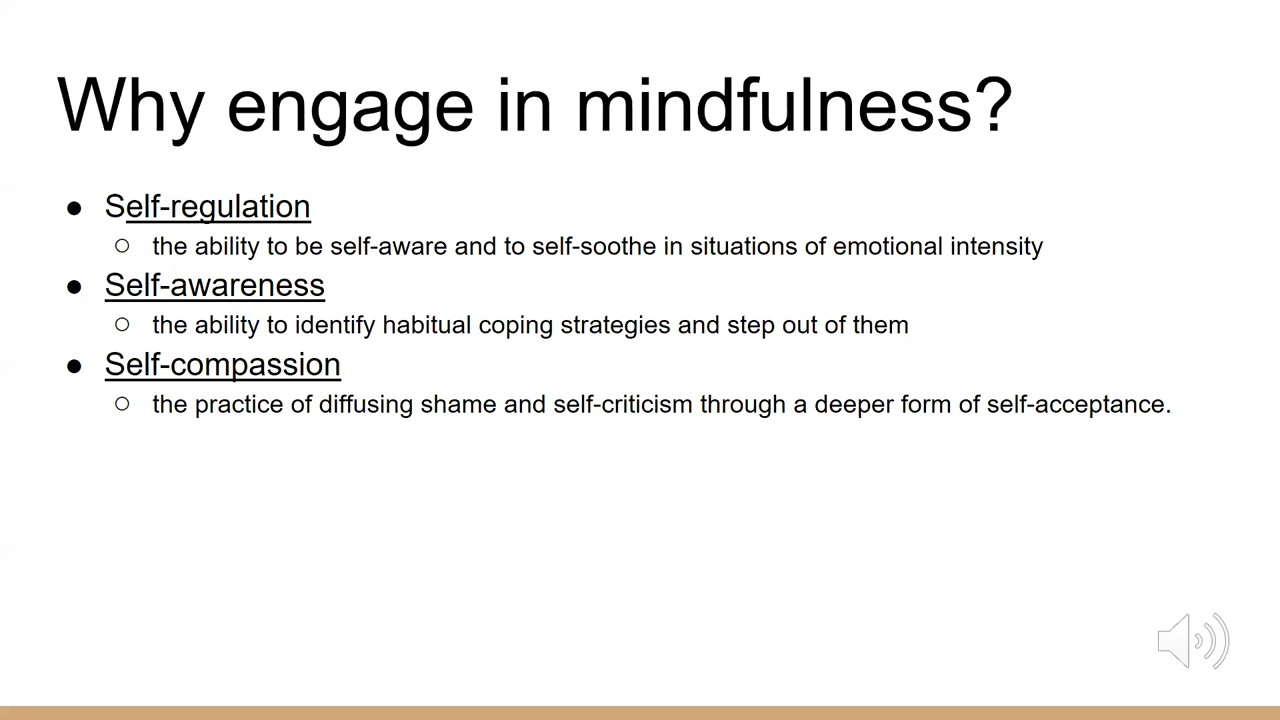 Why engage in mindfulness?
● Self-regulation
○ the ability to be self-aware and to self-soothe in situations of emotional intensity
● Self-awareness
○ the ability to identify habitual coping strategies and step out of them
● Self-compassion
○ the practice of diffusing shame and self-criticism through a deeper form of self-acceptance.